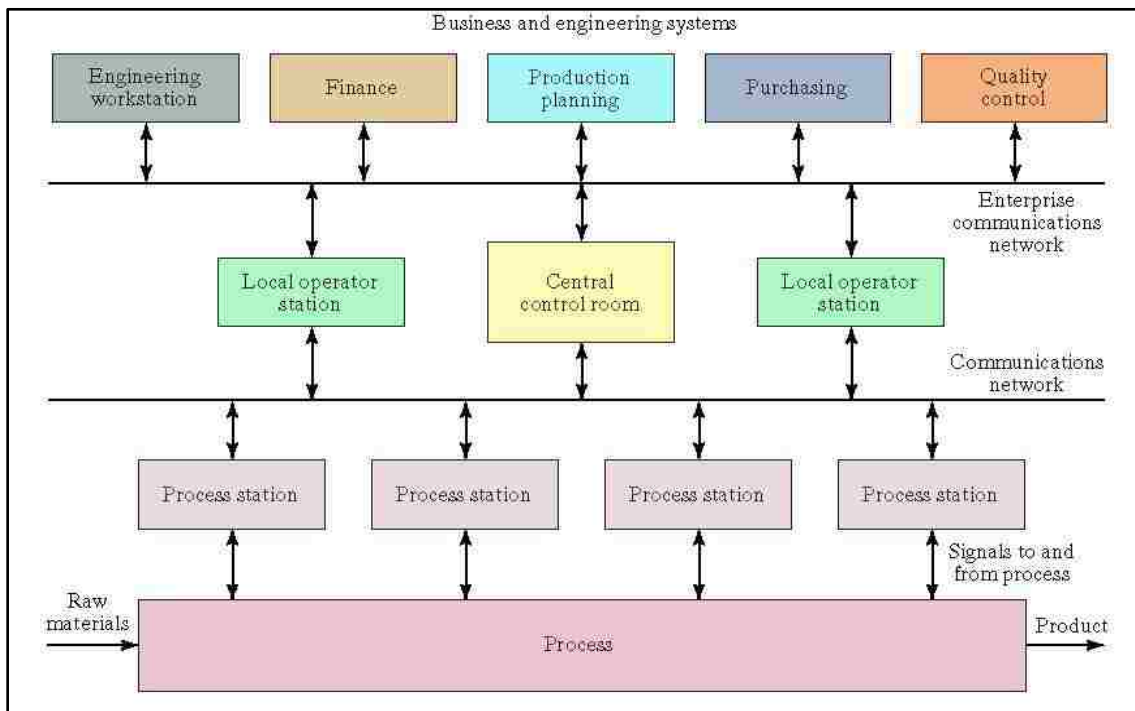 Business and engineering systems
Engineering
workstation
Finance
Production
planning
Purchasing
Quality
control
Enterprise
communications
network
Local operator
station
Central
control room
Local operator
station
Communications
network
Process station
Process station
Process station
Process station
Signals to and
from process
Raw
materials
Process
Product